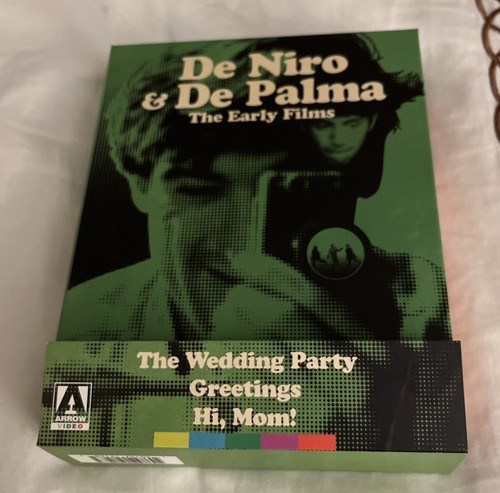 De Niro
& De Palma
The Early Films
The Wedding Party
Greetings
Hi, Mom!
A
ARROW
VIDEO